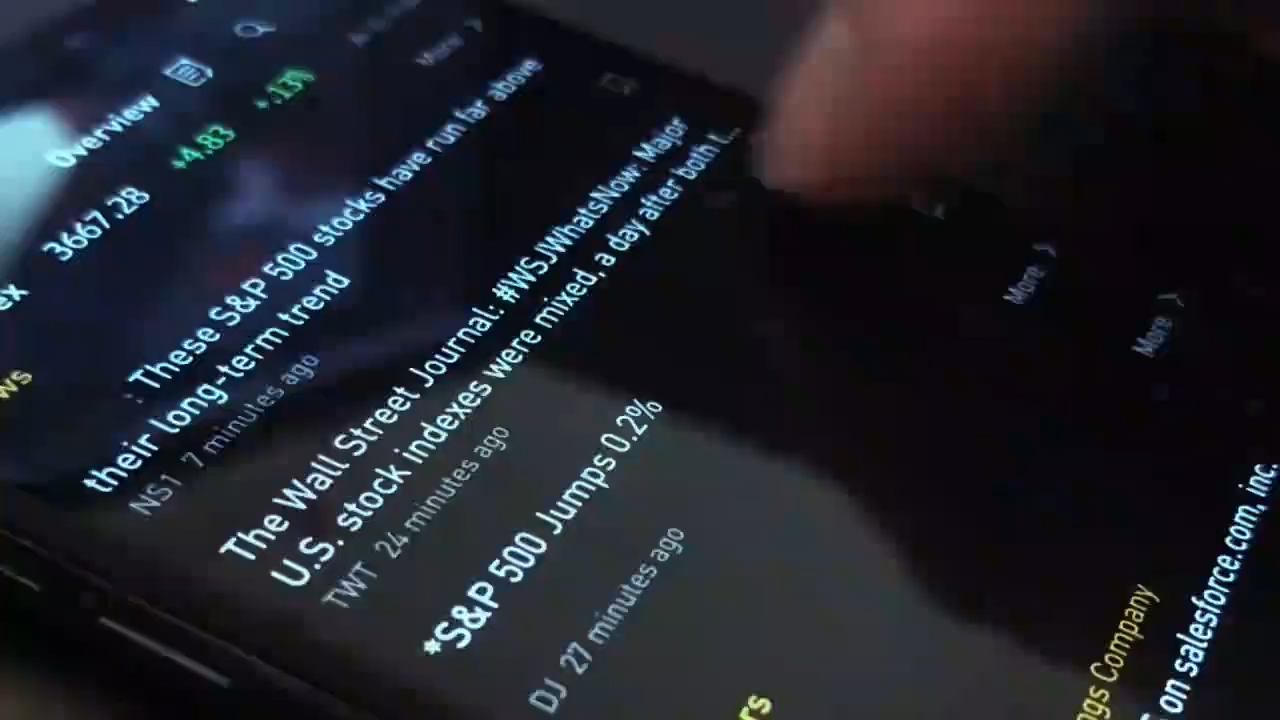 Overview
3667.28 +4.83 +.13%
More
: These S&P 500 stocks have run far above
their long-term trend
NS1 7 minutes ago
The Wall Street Journal: #WSJWhatsNow: Major
U.S. stock indexes were mixed, a day after both t...
TWT 24 minutes ago
*S&P 500 Jumps 0.2%
DJ 27 minutes ago
More
More
ngs Company
on salesforce.com, inc.